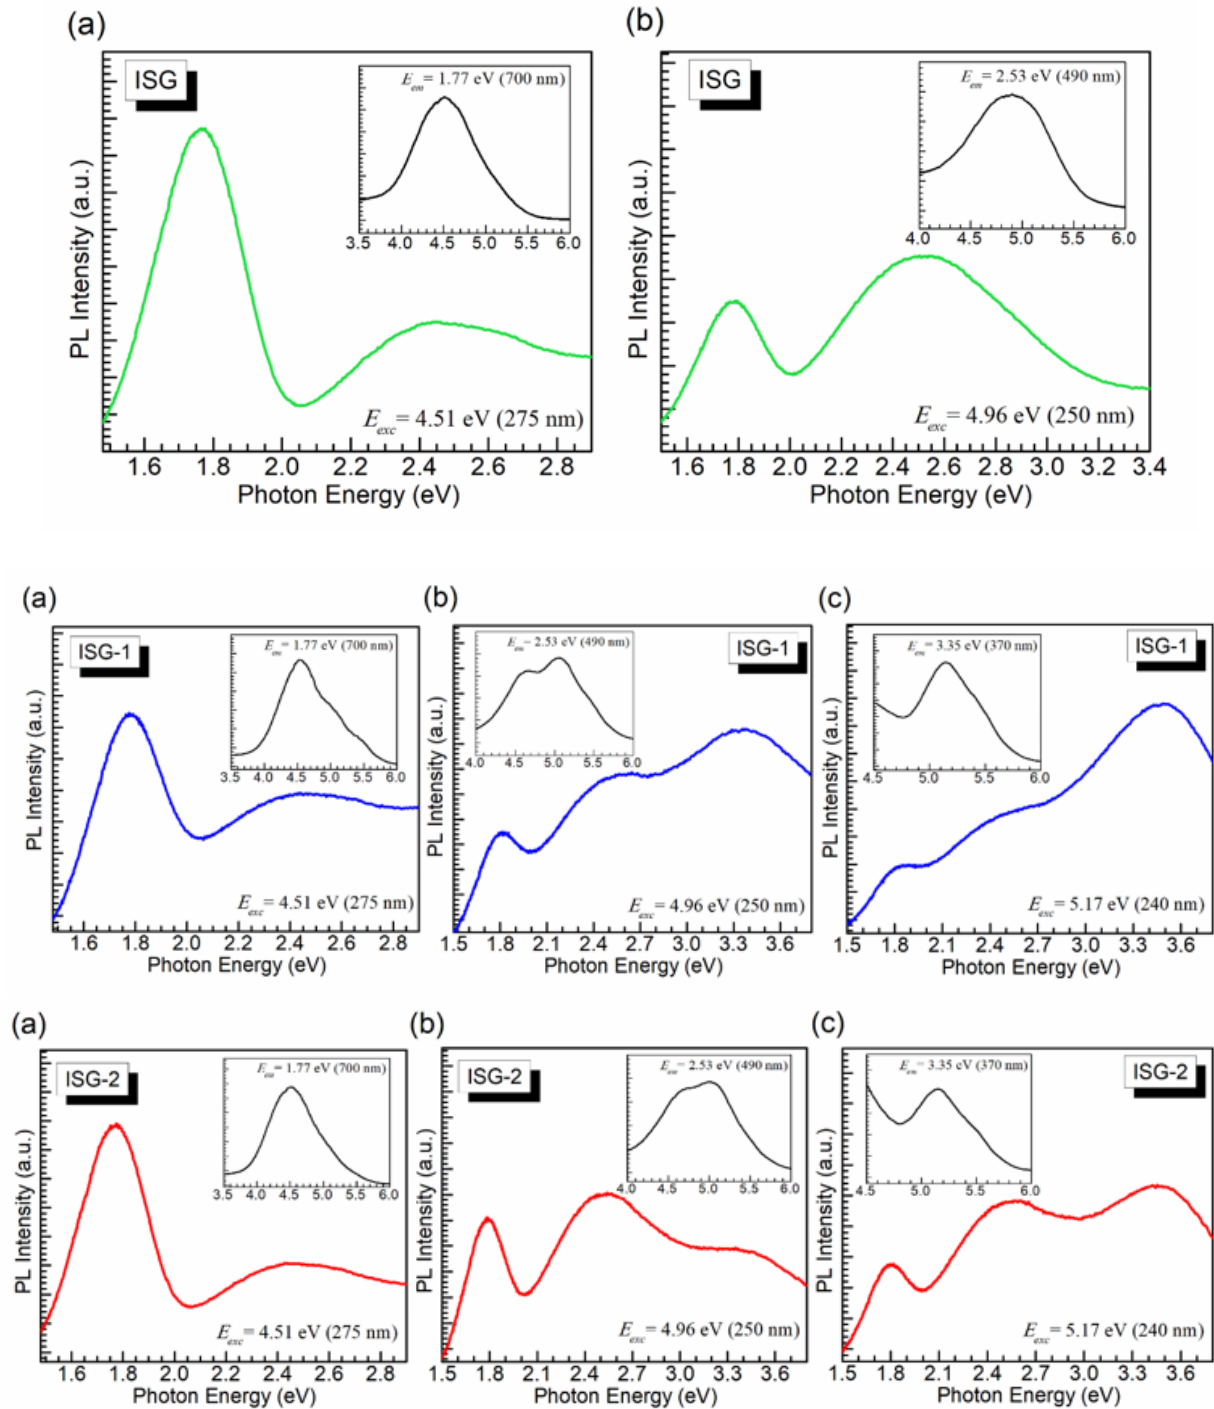 (a)
ISG
E_em = 1.77 eV (700 nm)
3.5 4.0 4.5 5.0 5.5 6.0
PL Intensity (a.u.)
E_exc = 4.51 eV (275 nm)
1.6 1.8 2.0 2.2 2.4 2.6 2.8
Photon Energy (eV)
(b)
ISG
E_em = 2.53 eV (490 nm)
4.0 4.5 5.0 5.5 6.0
PL Intensity (a.u.)
E_exc = 4.96 eV (250 nm)
1.6 1.8 2.0 2.2 2.4 2.6 2.8 3.0 3.2 3.4
Photon Energy (eV)
(a)
ISG-1
E_em = 1.77 eV (700 nm)
3.5 4.0 4.5 5.0 5.5 6.0
PL Intensity (a.u.)
E_exc = 4.51 eV (275 nm)
1.6 1.8 2.0 2.2 2.4 2.6 2.8
Photon Energy (eV)
(b)
ISG-1
E_em = 2.53 eV (490 nm)
4.0 4.5 5.0 5.5 6.0
PL Intensity (a.u.)
E_exc = 4.96 eV (250 nm)
1.5 1.8 2.1 2.4 2.7 3.0 3.3 3.6
Photon Energy (eV)
(c)
ISG-1
E_em = 3.35 eV (370 nm)
4.5 5.0 5.5 6.0
PL Intensity (a.u.)
E_exc = 5.17 eV (240 nm)
1.5 1.8 2.1 2.4 2.7 3.0 3.3 3.6
Photon Energy (eV)
(a)
ISG-2
E_em = 1.77 eV (700 nm)
3.5 4.0 4.5 5.0 5.5 6.0
PL Intensity (a.u.)
E_exc = 4.51 eV (275 nm)
1.6 1.8 2.0 2.2 2.4 2.6 2.8
Photon Energy (eV)
(b)
ISG-2
E_em = 2.53 eV (490 nm)
4.0 4.5 5.0 5.5 6.0
PL Intensity (a.u.)
E_exc = 4.96 eV (250 nm)
1.5 1.8 2.1 2.4 2.7 3.0 3.3 3.6
Photon Energy (eV)
(c)
ISG-2
E_em = 3.35 eV (370 nm)
4.5 5.0 5.5 6.0
PL Intensity (a.u.)
E_exc = 5.17 eV (240 nm)
1.5 1.8 2.1 2.4 2.7 3.0 3.3 3.6
Photon Energy (eV)